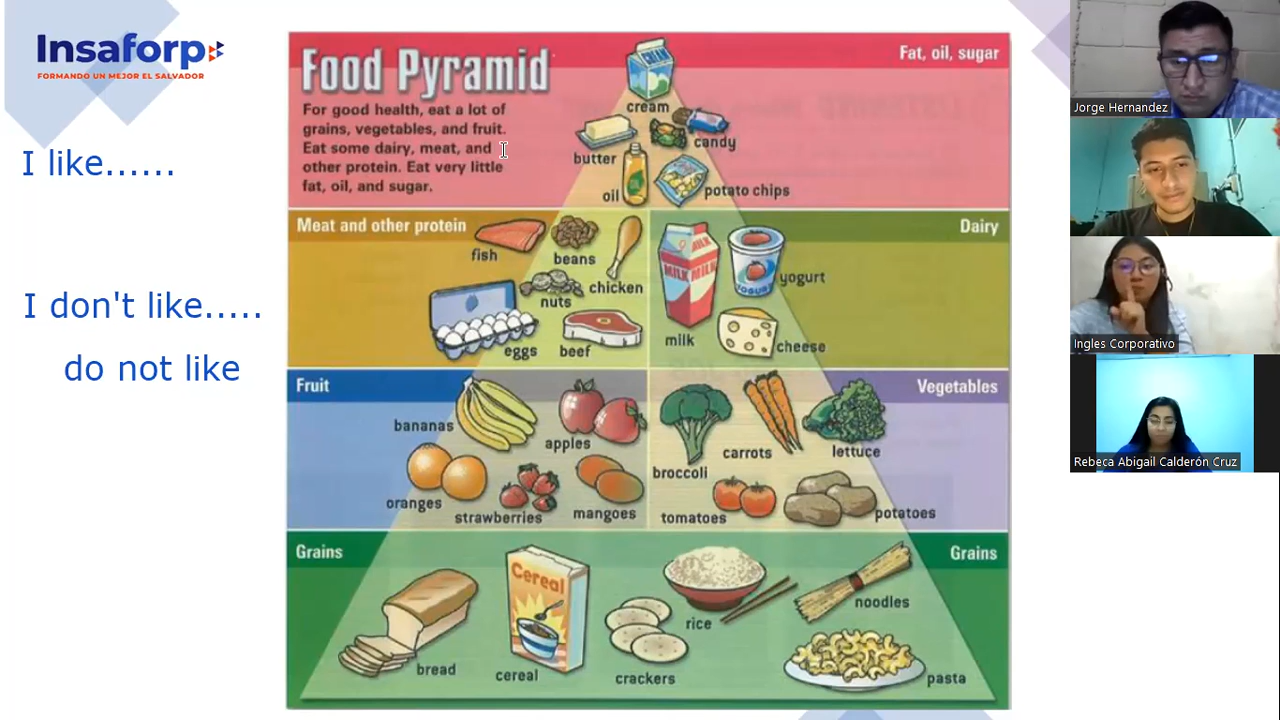 Insaforp
FORMANDO UN MEJOR EL SALVADOR
I like......
I don't like.....
do not like
Food Pyramid
For good health, eat a lot of
grains, vegetables, and fruit.
Eat some dairy, meat, and
other protein. Eat very little
fat, oil, and sugar.
Fat, oil, sugar
CREAM
cream
butter
candy
oil
potato chips
Meat and other protein
fish
beans
chicken
nuts
eggs
beef
Dairy
MILK MILK
milk
YOGURT
yogurt
cheese
Fruit
bananas
apples
oranges
strawberries
mangoes
Vegetables
broccoli
carrots
lettuce
tomatoes
potatoes
Grains
Grains
bread
Cereal
cereal
crackers
rice
noodles
pasta
Jorge Hernandez
Ingles Corporativo
Rebeca Abigail Calderón Cruz